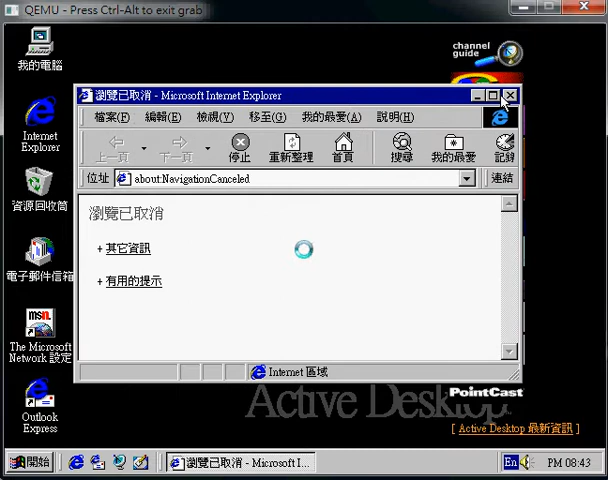 QEMU - Press Ctrl-Alt to exit grab
我的電腦
Internet
Explorer
資源回收筒
電子郵件信箱
msn.
The Microsoft
Network 設定
Outlook
Express
channel
guide
瀏覽已取消 - Microsoft Internet Explorer
檔案(F) 編輯(E) 檢視(V) 移至(G) 我的最愛(A) 說明(H)
上一頁 下一頁 停止 重新整理 首頁 搜尋 我的最愛 記錄
位址 about:NavigationCanceled 連結
瀏覽已取消
+ 其它資訊
+ 有用的提示
Internet 區域
PointCast
Active Desktop
[ Active Desktop 最新資訊 ]
開始 瀏覽已取消 - Microsoft I... En PM 08:43